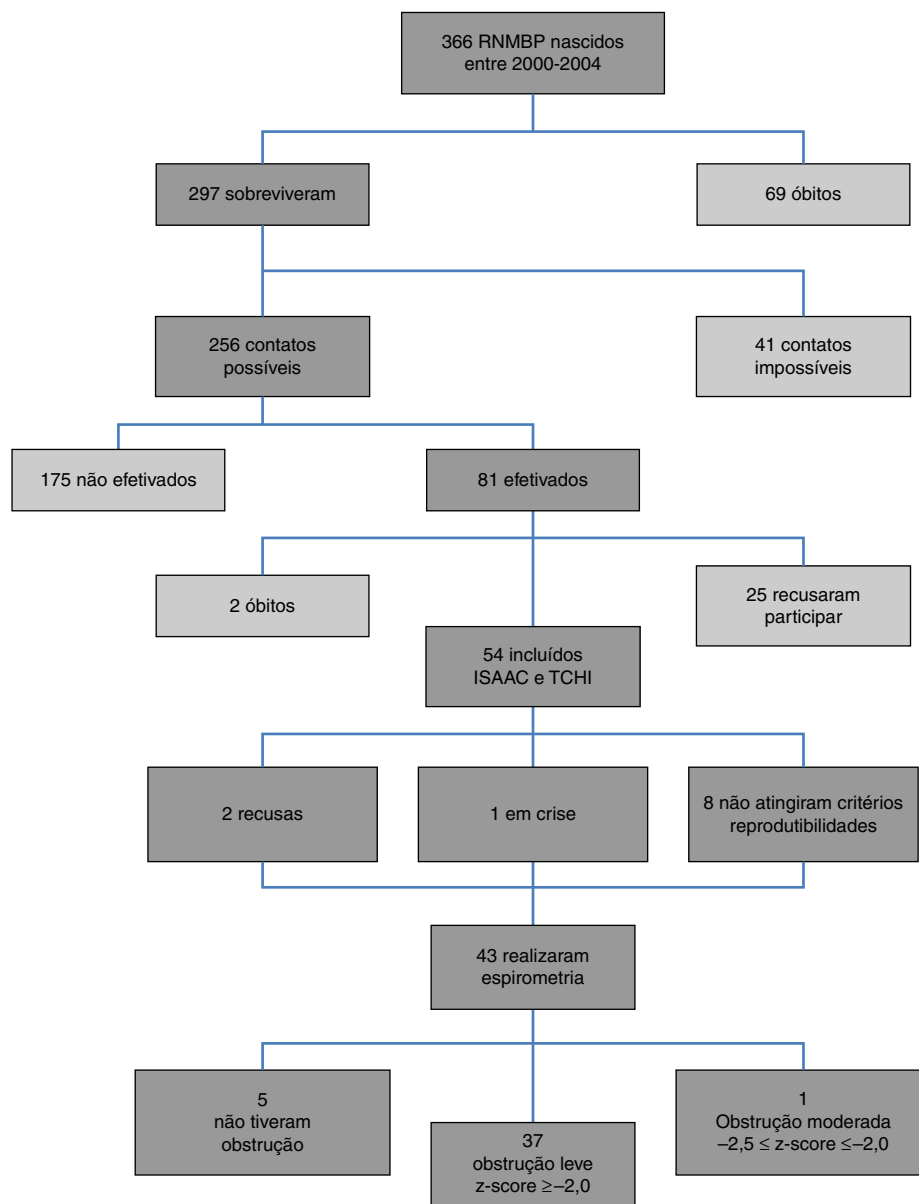 366 RNMBP nascidos
entre 2000-2004
297 sobreviveram
69 óbitos
256 contatos
possíveis
41 contatos
impossíveis
175 não efetivados
81 efetivados
2 óbitos
25 recusaram
participar
54 incluídos
ISAAC e TCHI
2 recusas
1 em crise
8 não atingiram critérios
reprodutibilidades
43 realizaram
espirometria
5
não tiveram
obstrução
37
obstrução leve
z-score ≥–2,0
1
Obstrução moderada
–2,5 ≤ z-score ≤–2,0